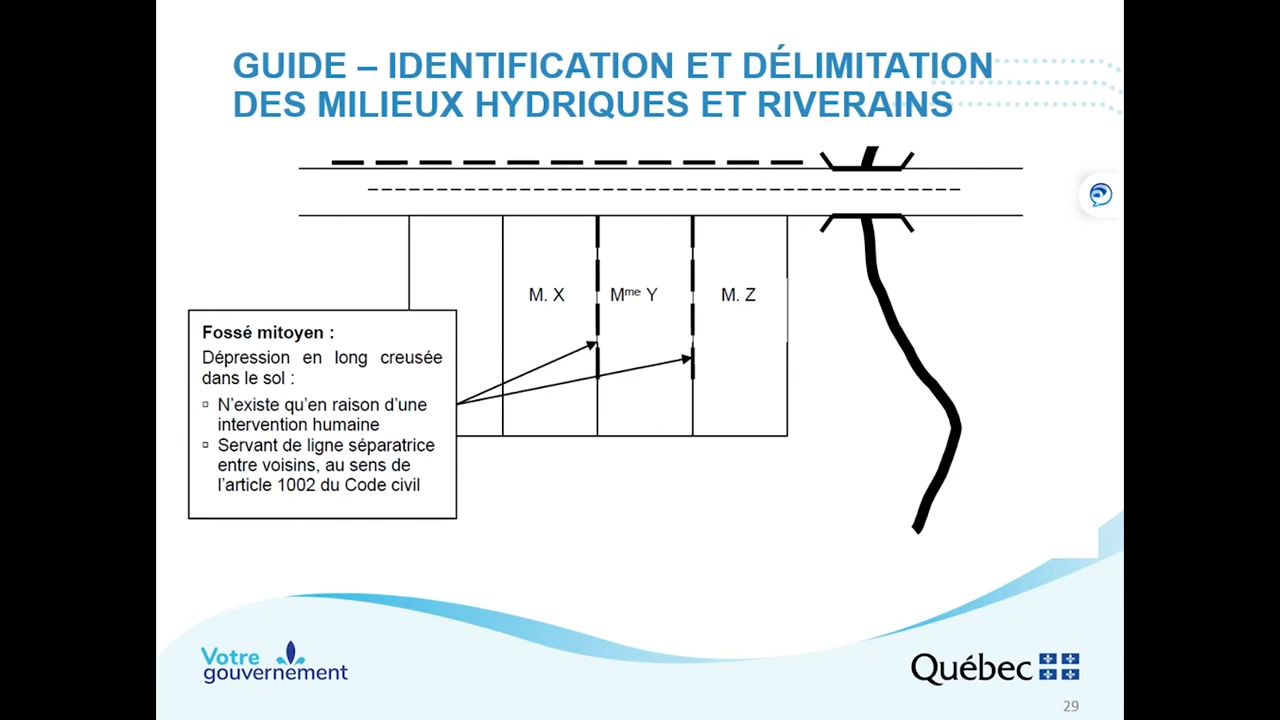 GUIDE – IDENTIFICATION ET DÉLIMITATION
DES MILIEUX HYDRIQUES ET RIVERAINS
M. X
Mme Y
M. Z
Fossé mitoyen :
Dépression en long creusée
dans le sol :
▫ N'existe qu'en raison d'une
intervention humaine
▫ Servant de ligne séparatrice
entre voisins, au sens de
l'article 1002 du Code civil
Votre
gouvernement
Québec
29